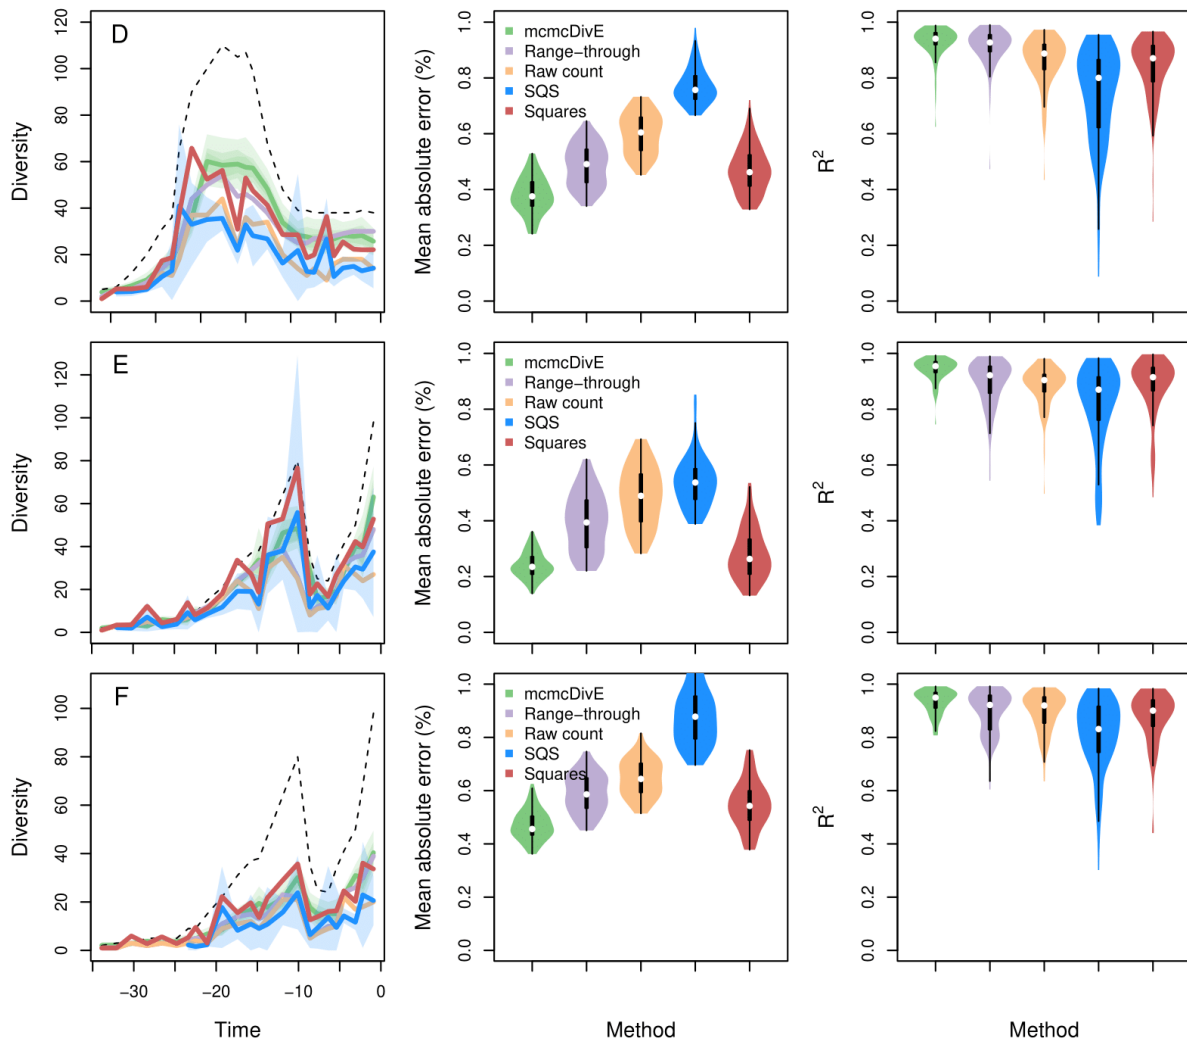 D
Diversity
120
100
80
60
40
20
0
Mean absolute error (%)
1.0
0.8
0.6
0.4
0.2
0.0
mcmcDivE
Range−through
Raw count
SQS
Squares
R2
1.0
0.8
0.6
0.4
0.2
0.0
E
Diversity
120
100
80
60
40
20
0
Mean absolute error (%)
1.0
0.8
0.6
0.4
0.2
0.0
mcmcDivE
Range−through
Raw count
SQS
Squares
R2
1.0
0.8
0.6
0.4
0.2
0.0
F
Diversity
100
80
60
40
20
0
−30 −20 −10 0
Time
Mean absolute error (%)
1.0
0.8
0.6
0.4
0.2
0.0
mcmcDivE
Range−through
Raw count
SQS
Squares
Method
R2
1.0
0.8
0.6
0.4
0.2
0.0
Method